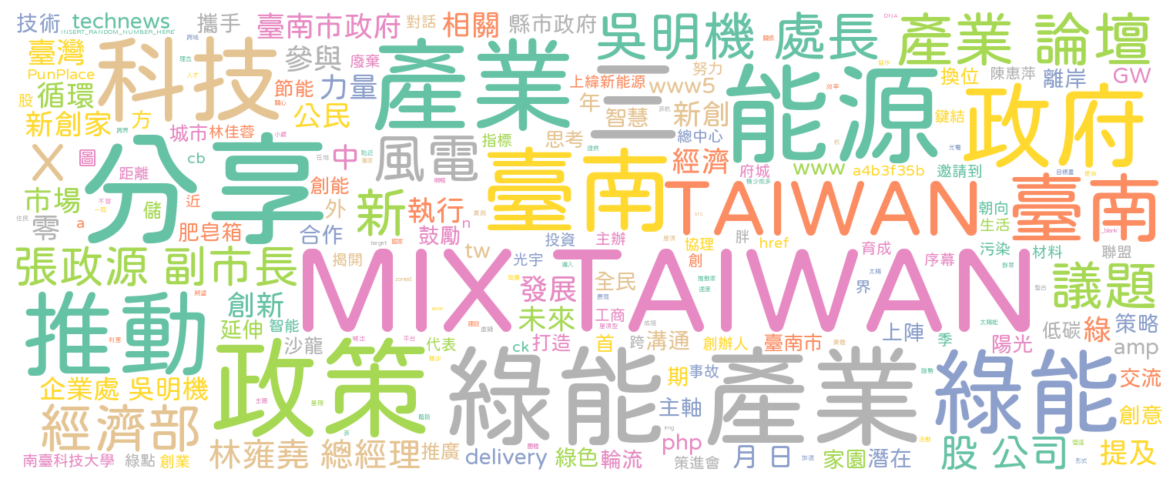 技術 technews 攜手 臺南市政府 對話 相關 縣市政府 吳明機 處長 產業 論壇
INSERT_RANDOM_NUMBER_HERE
臺灣 科技 參與 廢棄 產業 二 上緯新能源 努力 www5 能源 換位 陳惠萍 離岸 GW
PunPlace 股 循環 節能 力量 年 智慧 新創 政府
新創家 方 城市 林佳蓉 公民 指標 思考 三 總中心 鍵結
X 圖 cb 分享 中 風電 臺南 經濟 府城 www a4b3f35b 邀請到
距離 創能 TAIWAN 臺南
市場 儲 近 新 執行 朝向 生活
零 a 肥皂箱 外 合作 鼓勵 n tw 投資 主辦 協理 胖 href 育成 污染 材料 聯盟
張政源 副市長 揭開 MIX TAIWAN 光宇 全民 創 序幕 議題
推動 創新 發展 界
延伸 智能 未來 工商 上陣 綠 策略
沙龍 代表 ck 打造 首 跨 溝通 創辦人 臺南市 季 陽光 低碳 amp
企業處 吳明機 政策 綠能 產業 期 事故 綠能 交流
經濟部 主軸 創意
林雍堯 總經理 推廣 php 股 公司 提及
南臺科技大學 綠點 創業 delivery 綠色 輪流 策進會 月 日 家園 潛在